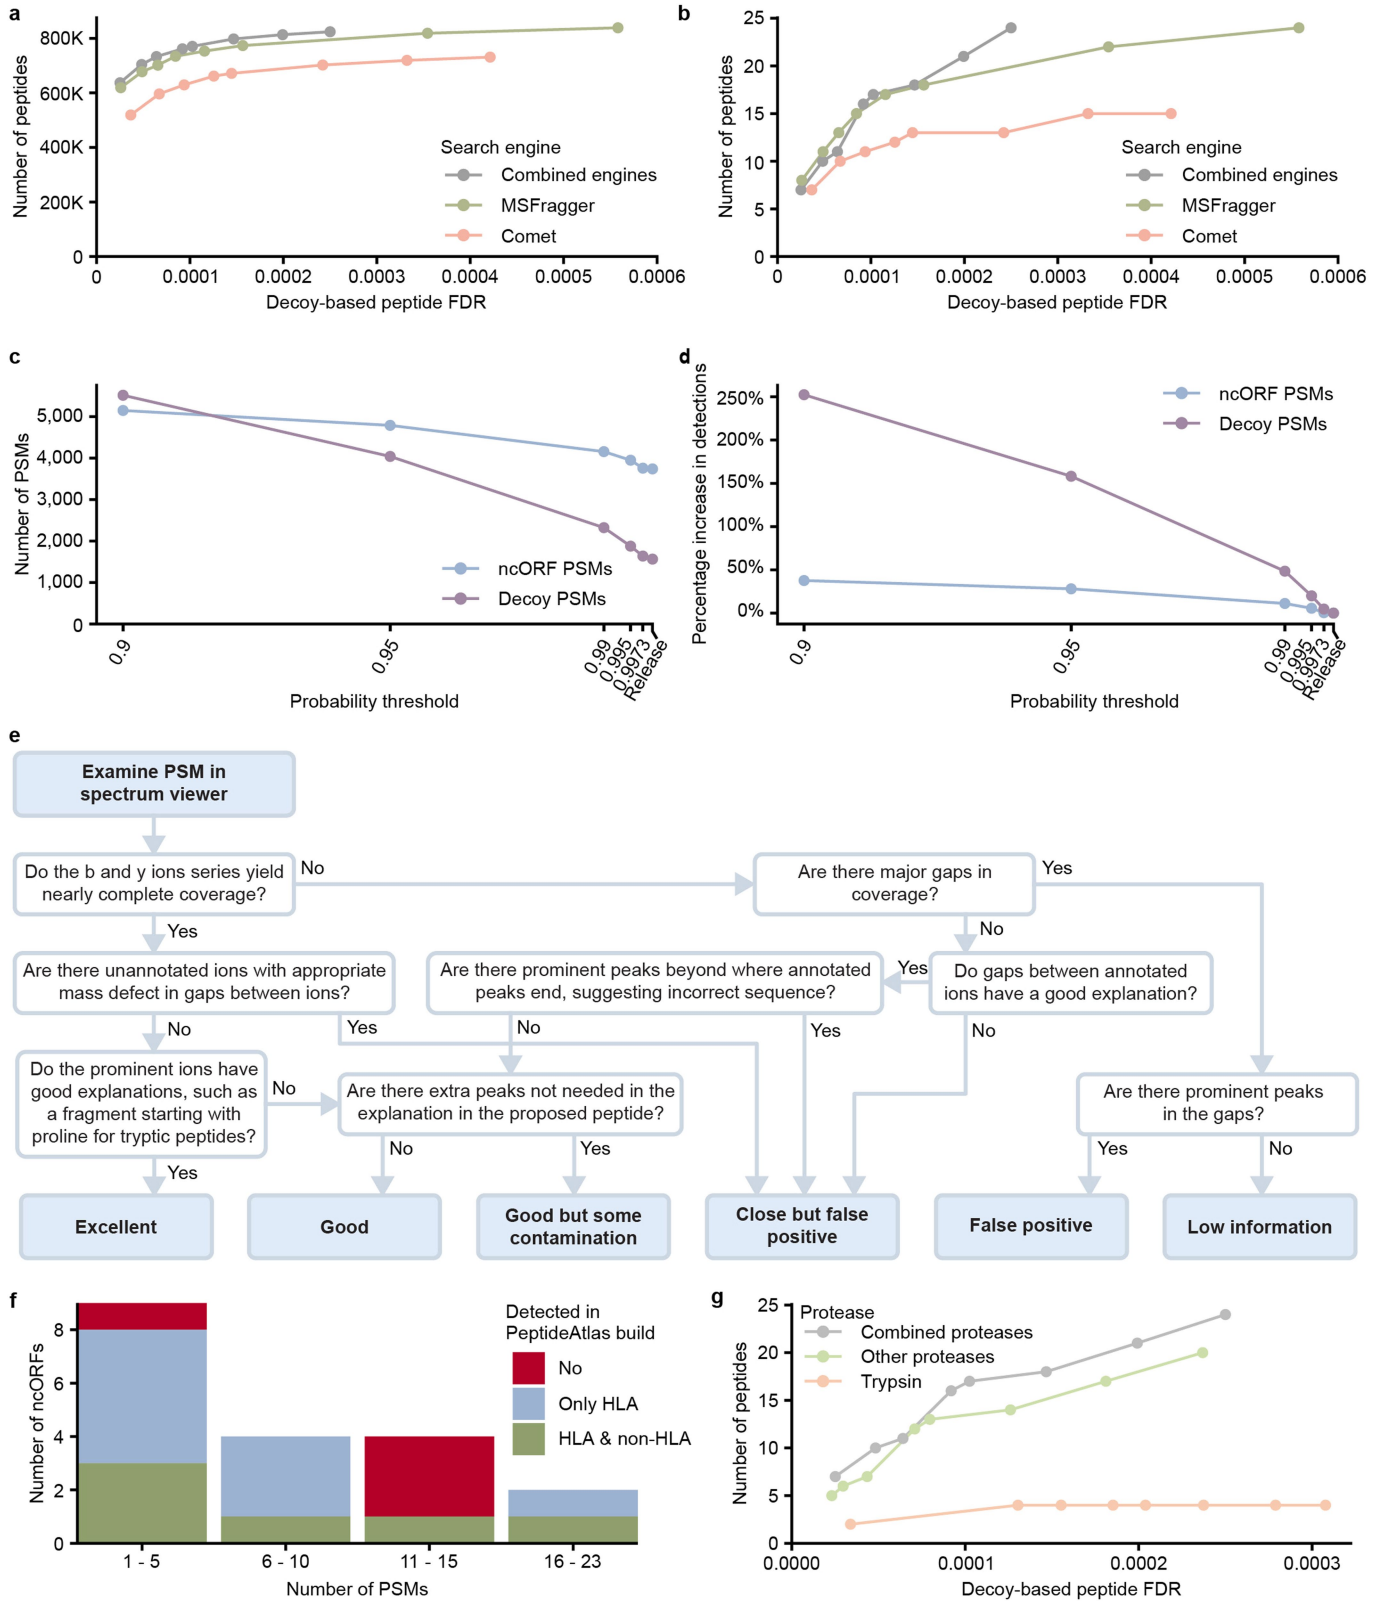 a
Number of peptides
800K
600K
400K
200K
0
0 0.0001 0.0002 0.0003 0.0004 0.0005 0.0006
Decoy-based peptide FDR
Search engine
Combined engines
MSFragger
Comet
b
Number of peptides
25
20
15
10
5
0
0 0.0001 0.0002 0.0003 0.0004 0.0005 0.0006
Decoy-based peptide FDR
Search engine
Combined engines
MSFragger
Comet
c
Number of PSMs
5,000
4,000
3,000
2,000
1,000
0
0.9 0.95 0.99 0.995 0.9973 Release
Probability threshold
ncORF PSMs
Decoy PSMs
d
Percentage increase in detections
250%
200%
150%
100%
50%
0%
0.9 0.95 0.99 0.995 0.9973 Release
Probability threshold
ncORF PSMs
Decoy PSMs
e
Examine PSM in
spectrum viewer
Do the b and y ions series yield
nearly complete coverage?
No
Yes
Are there major gaps in
coverage?
Yes
No
Are there unannotated ions with appropriate
mass defect in gaps between ions?
No
Yes
Are there prominent peaks beyond where annotated
peaks end, suggesting incorrect sequence?
No
Yes
Yes
Do gaps between annotated
ions have a good explanation?
No
Do the prominent ions have
good explanations, such as
a fragment starting with
proline for tryptic peptides?
No
Yes
Are there extra peaks not needed in the
explanation in the proposed peptide?
No
Yes
Are there prominent peaks
in the gaps?
Yes
No
Excellent
Good
Good but some
contamination
Close but false
positive
False positive
Low information
f
Number of ncORFs
8
6
4
2
0
1 - 5 6 - 10 11 - 15 16 - 23
Number of PSMs
Detected in
PeptideAtlas build
No
Only HLA
HLA & non-HLA
g
Number of peptides
25
20
15
10
5
0
0.0000 0.0001 0.0002 0.0003
Decoy-based peptide FDR
Protease
Combined proteases
Other proteases
Trypsin